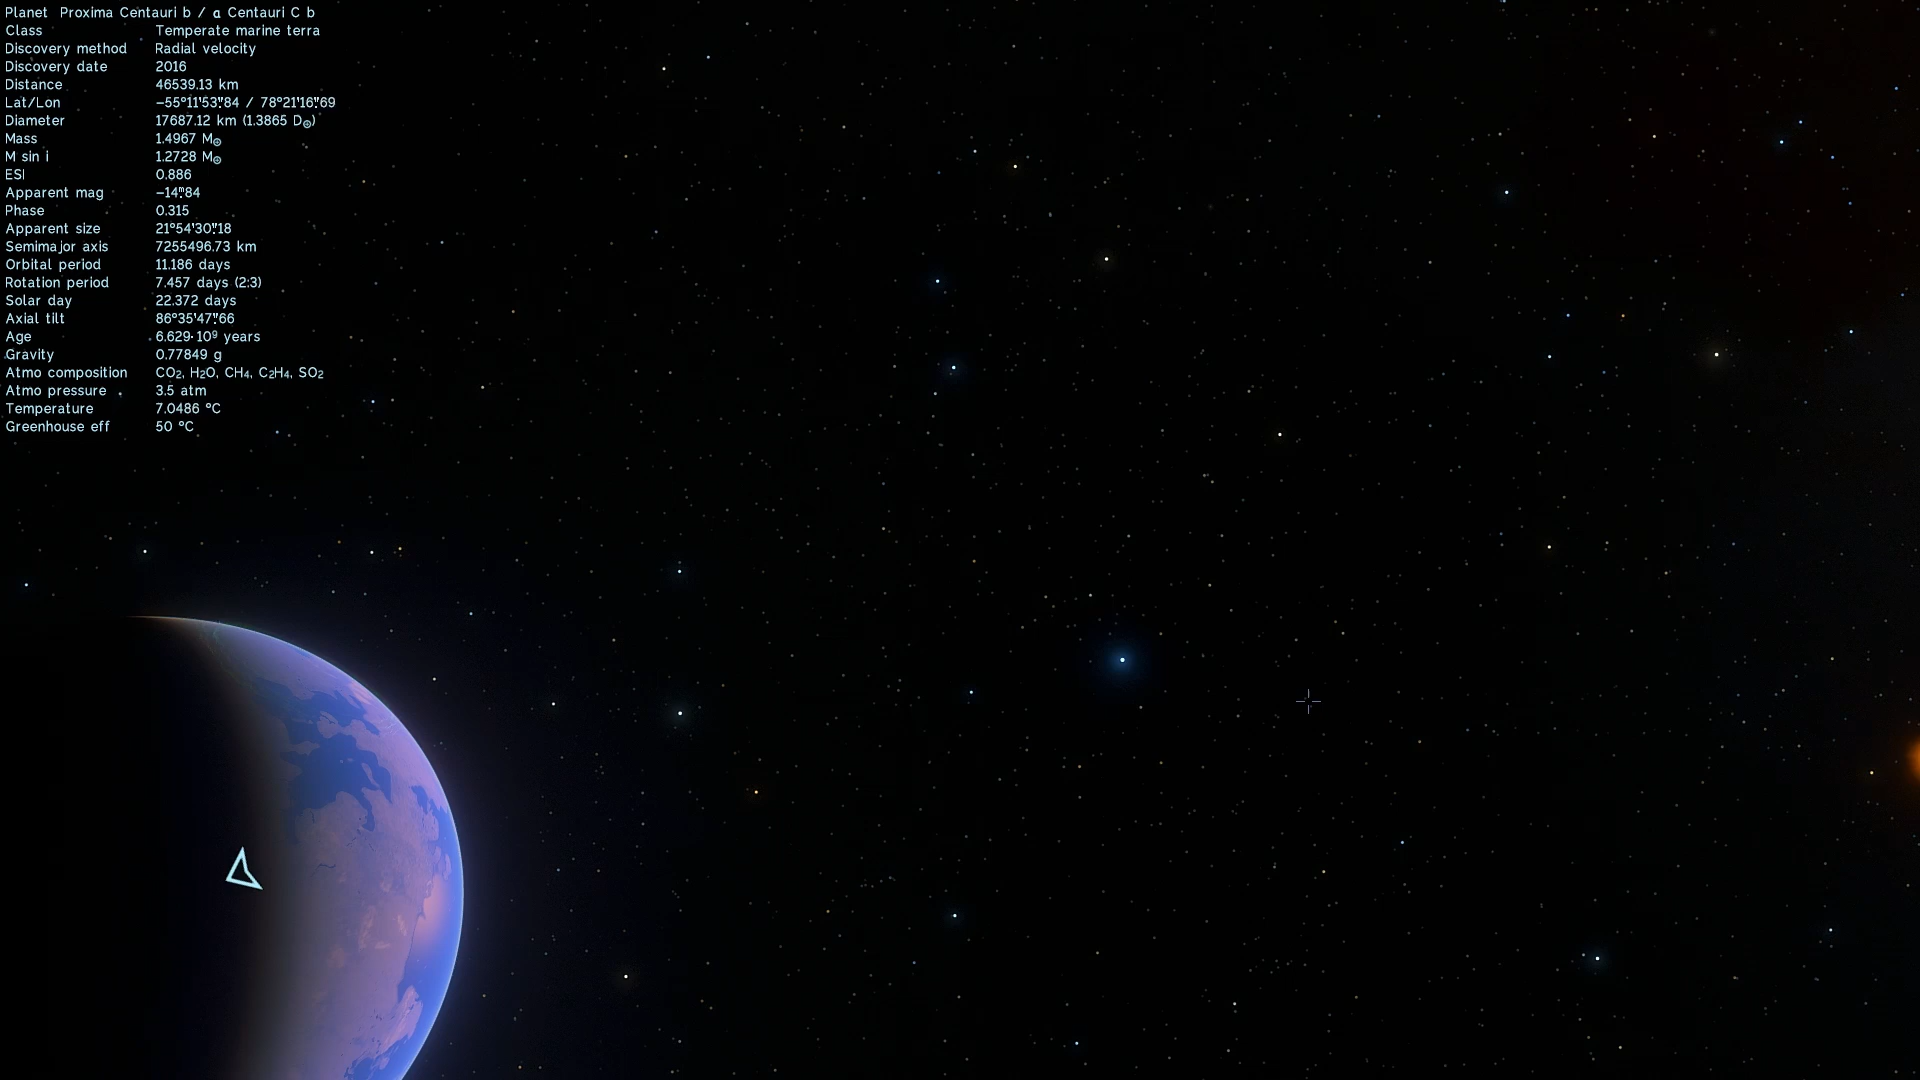 Planet Proxima Centauri b / α Centauri C b
Class Temperate marine terra
Discovery method Radial velocity
Discovery date 2016
Distance 46539.13 km
Lat/Lon −55°11'53."84 / 78°21'16."69
Diameter 17687.12 km (1.3865 D⊕)
Mass 1.4967 M⊕
M sin i 1.2728 M⊕
ESI 0.886
Apparent mag −14.ᵐ84
Phase 0.315
Apparent size 21°54'30."18
Semimajor axis 7255496.73 km
Orbital period 11.186 days
Rotation period 7.457 days (2:3)
Solar day 22.372 days
Axial tilt 86°35'47."66
Age 6.629·10⁹ years
Gravity 0.77849 g
Atmo composition CO₂, H₂O, CH₄, C₂H₄, SO₂
Atmo pressure 3.5 atm
Temperature 7.0486 °C
Greenhouse eff 50 °C